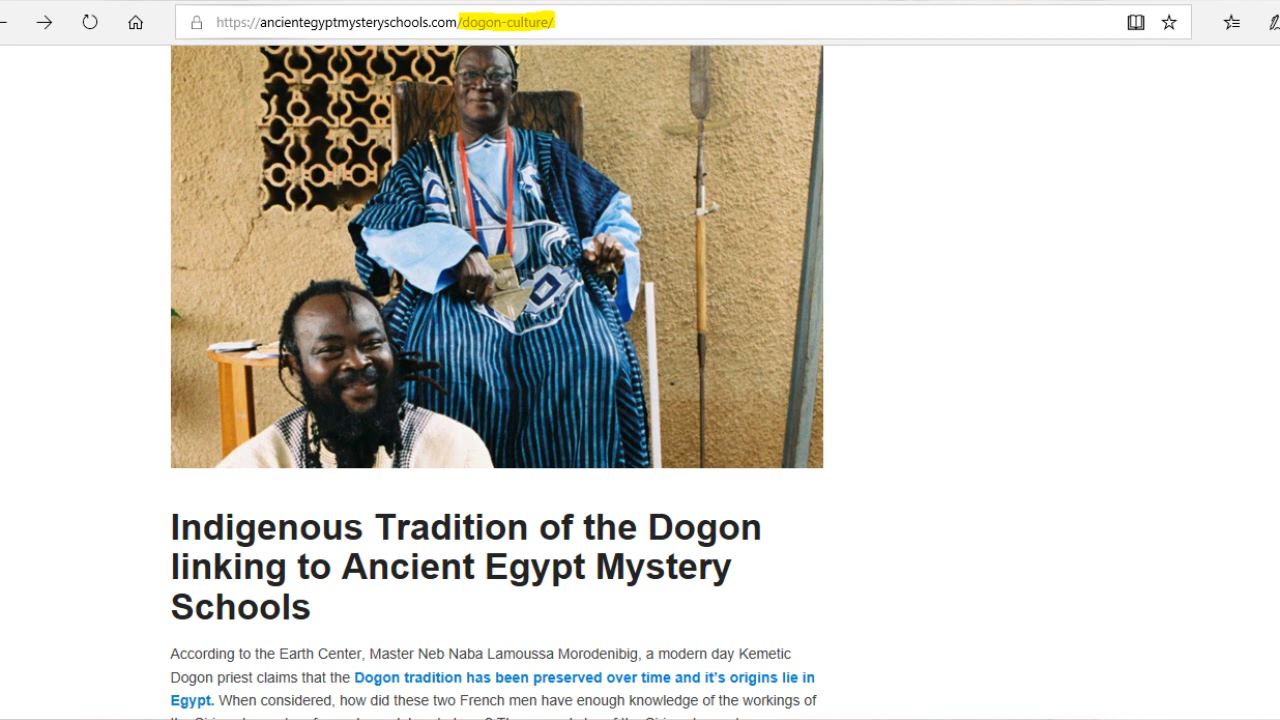 https://ancientegyptmysteryschools.com/dogon-culture/
Indigenous Tradition of the Dogon
linking to Ancient Egypt Mystery
Schools
According to the Earth Center, Master Neb Naba Lamoussa Morodenibig, a modern day Kemetic
Dogon priest claims that the Dogon tradition has been preserved over time and it's origins lie in
Egypt. When considered, how did these two French men have enough knowledge of the workings of